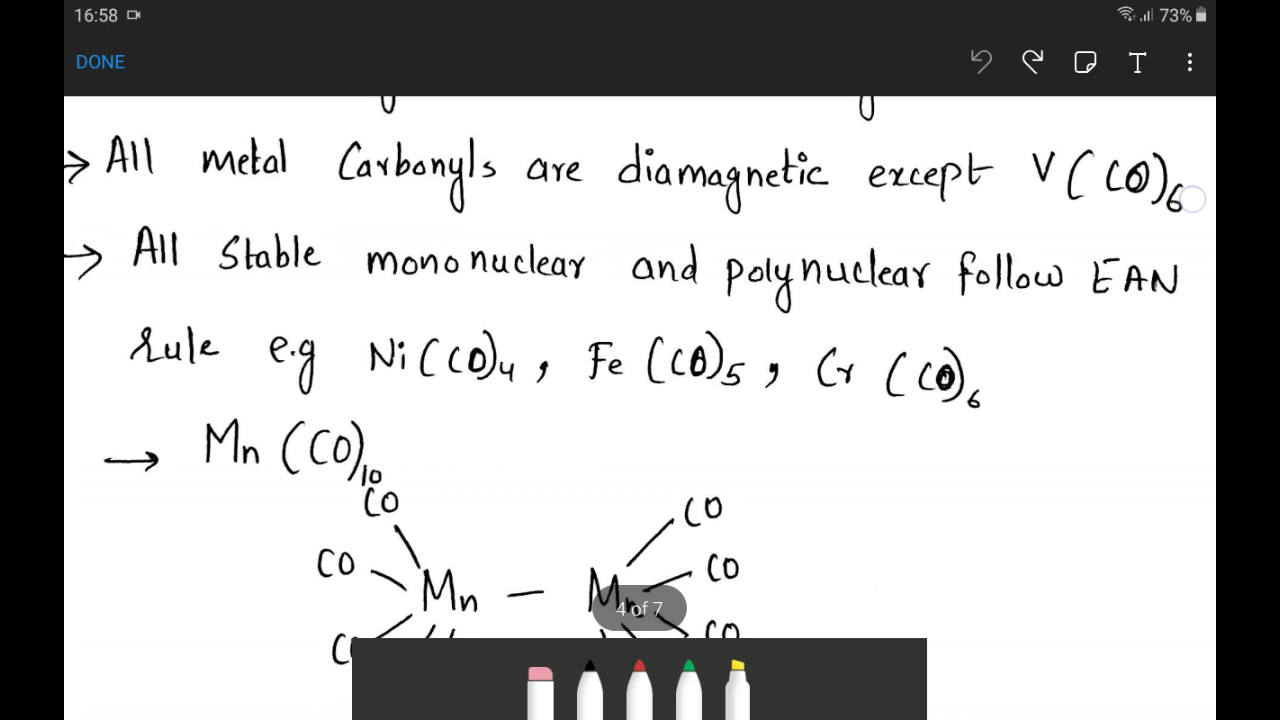 16:58 73%
DONE T
→ All metal Carbonyls are diamagnetic except V(CO)6
→ All Stable mononuclear and polynuclear follow EAN
rule e.g Ni(CO)4, Fe(CO)5, Cr(CO)6
→ Mn(CO)10
CO CO
CO CO
Mn — Mn
4 of 7
CO